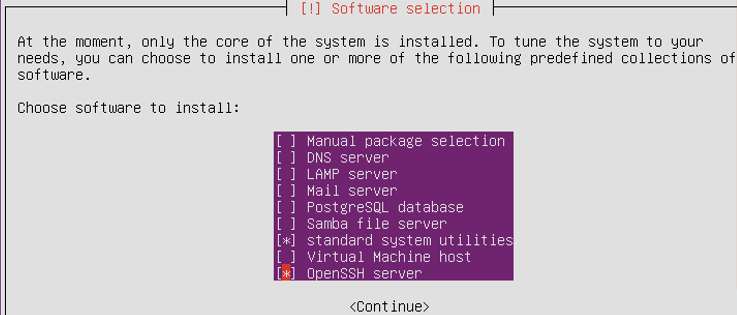 [!] Software selection
At the moment, only the core of the system is installed. To tune the system to your
needs, you can choose to install one or more of the following predefined collections of
software.
Choose software to install:
[ ] Manual package selection
[ ] DNS server
[ ] LAMP server
[ ] Mail server
[ ] PostgreSQL database
[ ] Samba file server
[*] standard system utilities
[ ] Virtual Machine host
[*] OpenSSH server
<Continue>